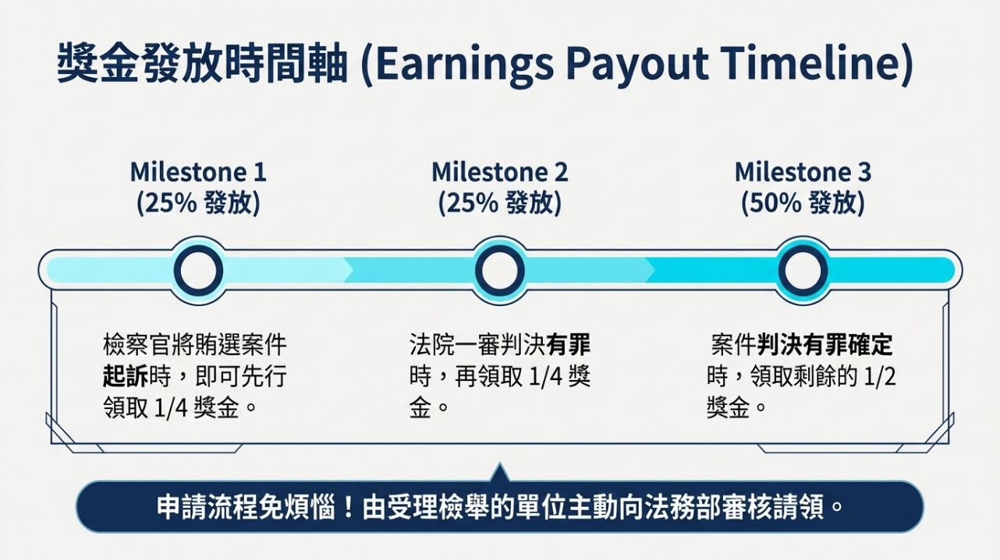 獎金發放時間軸 (Earnings Payout Timeline)
Milestone 1
(25% 發放)
檢察官將賄選案件
起訴時，即可先行
領取 1/4 獎金。
Milestone 2
(25% 發放)
法院一審判決有罪
時，再領取 1/4 獎
金。
Milestone 3
(50% 發放)
案件判決有罪確定
時，領取剩餘的 1/2
獎金。
申請流程免煩惱！由受理檢舉的單位主動向法務部審核請領。